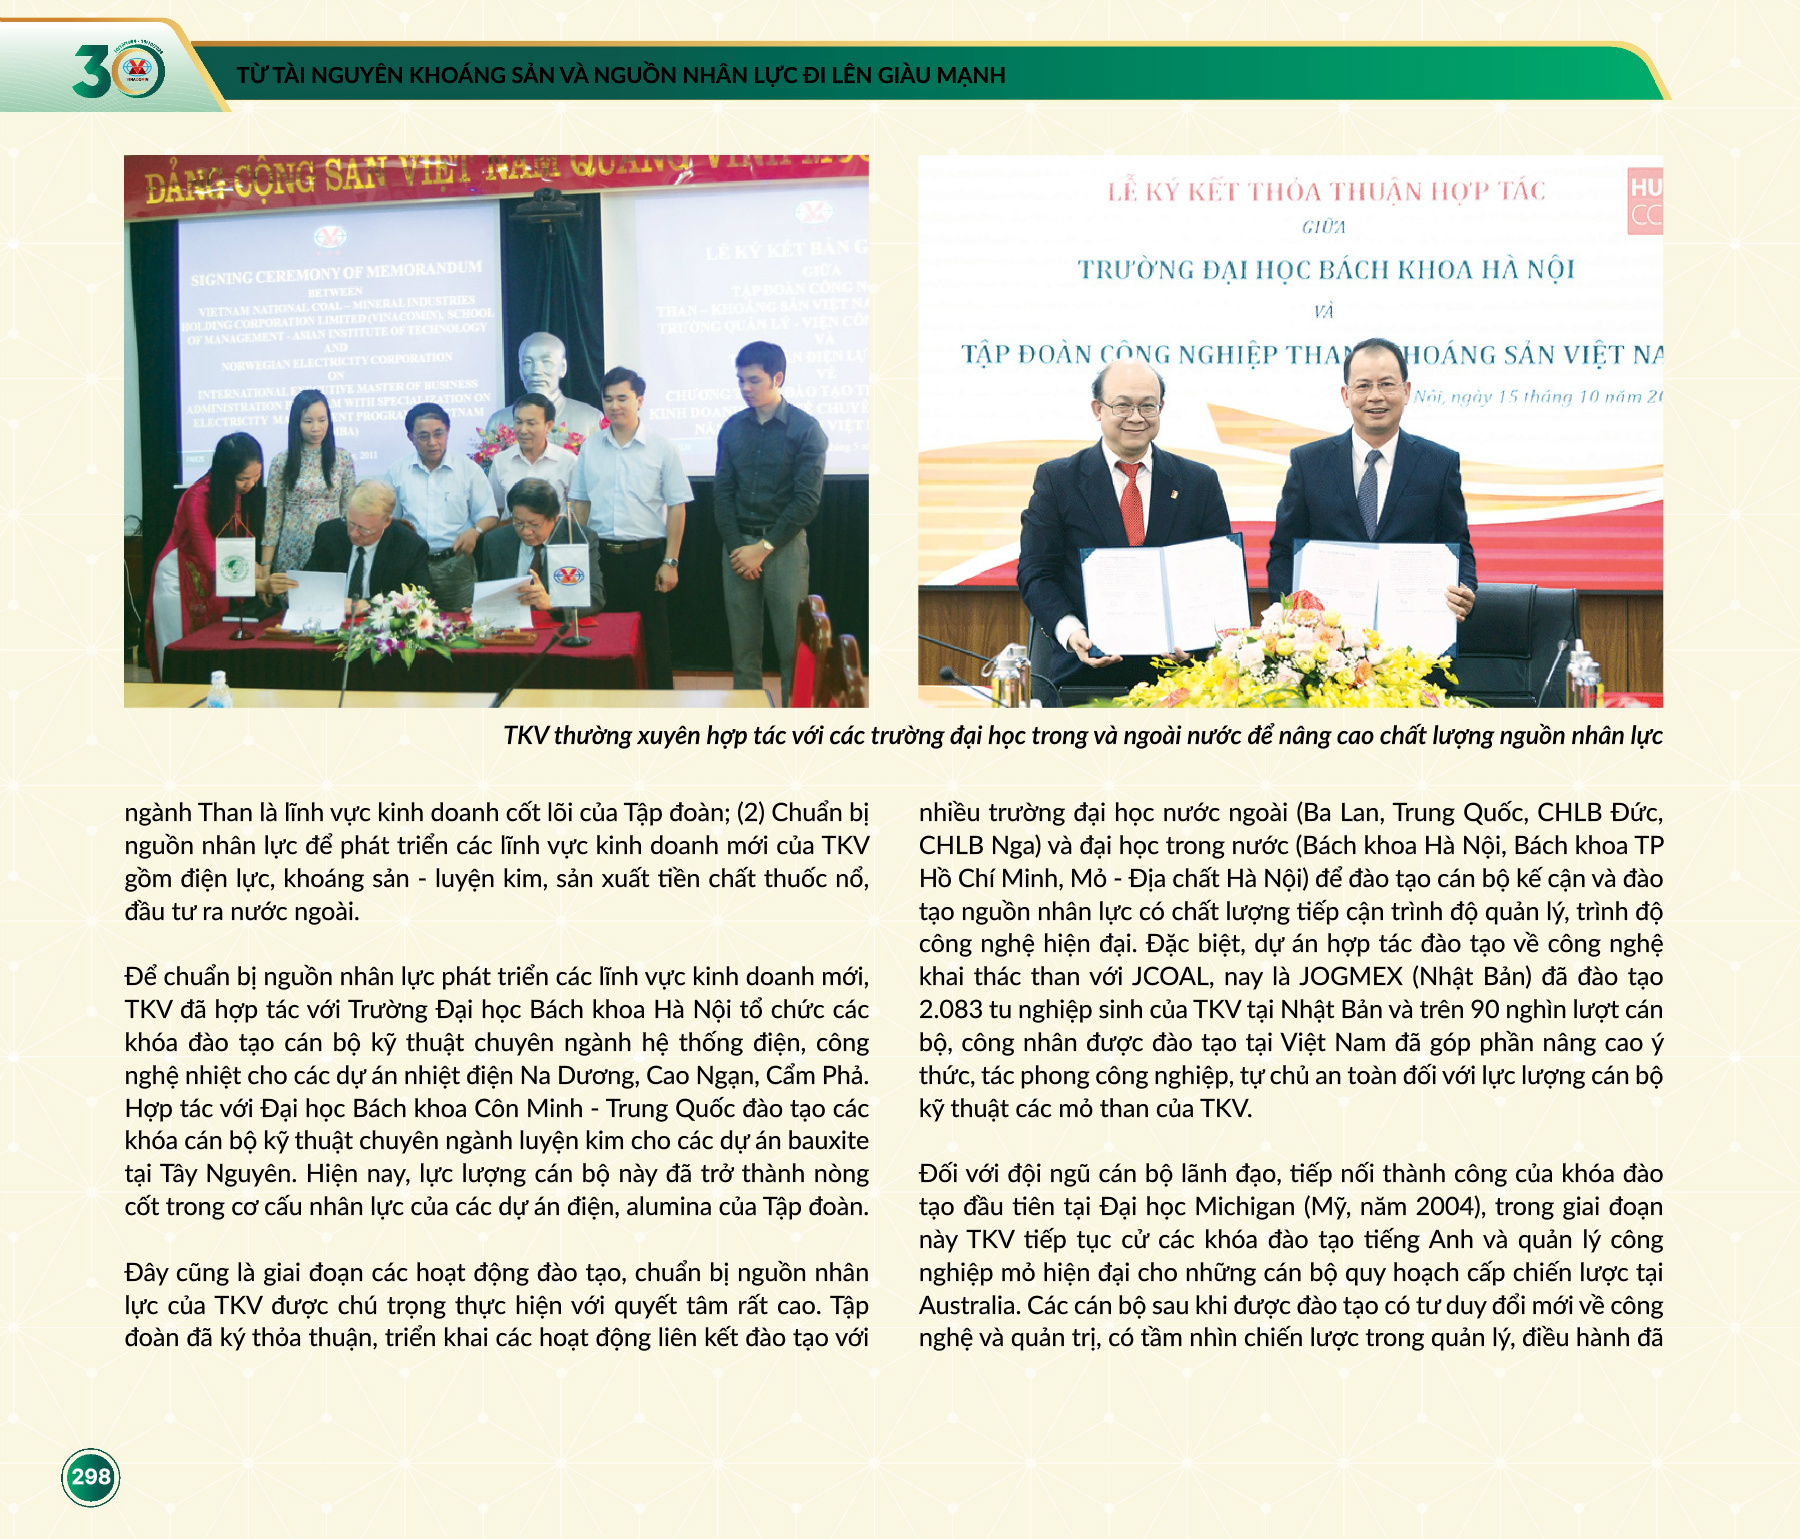 30
VINACOMIN
TỪ TÀI NGUYÊN KHOÁNG SẢN VÀ NGUỒN NHÂN LỰC ĐI LÊN GIÀU MẠNH
ĐẢNG CỘNG SẢN VIỆT NAM QUANG VINH
SIGNING CEREMONY OF MEMORANDUM
BETWEEN
VIETNAM NATIONAL COAL – MINERAL INDUSTRIES
HOLDING CORPORATION LIMITED (VINACOMIN), SCHOOL
OF MANAGEMENT - ASIAN INSTITUTE OF TECHNOLOGY
AND
NORWEGIAN ELECTRICITY CORPORATION
ON
INTERNATIONAL EXECUTIVE MASTER OF BUSINESS
ADMINISTRATION WITH SPECIALIZATION ON
ELECTRICITY
2011
LỄ KÝ KẾT BẢN G
GIỮA
TẬP ĐOÀN CÔNG N
THAN – KHOÁNG SẢN VIỆT NA
TRƯỜNG QUẢN LÝ - VIỆN CÔN
VÀ
ĐIỆN LỰ
VỀ
CHƯƠNG ĐÀO TẠO TH
KINH DOAN CHUYÊ
VIỆT
LỄ KÝ KẾT THỎA THUẬN HỢP TÁC
GIỮA
TRƯỜNG ĐẠI HỌC BÁCH KHOA HÀ NỘI
VÀ
TẬP ĐOÀN CÔNG NGHIỆP THAN HOÁNG SẢN VIỆT NA
Nội, ngày 15 tháng 10 năm 20
HU
CC
TKV thường xuyên hợp tác với các trường đại học trong và ngoài nước để nâng cao chất lượng nguồn nhân lực
ngành Than là lĩnh vực kinh doanh cốt lõi của Tập đoàn; (2) Chuẩn bị
nguồn nhân lực để phát triển các lĩnh vực kinh doanh mới của TKV
gồm điện lực, khoáng sản - luyện kim, sản xuất tiền chất thuốc nổ,
đầu tư ra nước ngoài.
Để chuẩn bị nguồn nhân lực phát triển các lĩnh vực kinh doanh mới,
TKV đã hợp tác với Trường Đại học Bách khoa Hà Nội tổ chức các
khóa đào tạo cán bộ kỹ thuật chuyên ngành hệ thống điện, công
nghệ nhiệt cho các dự án nhiệt điện Na Dương, Cao Ngạn, Cẩm Phả.
Hợp tác với Đại học Bách khoa Côn Minh - Trung Quốc đào tạo các
khóa cán bộ kỹ thuật chuyên ngành luyện kim cho các dự án bauxite
tại Tây Nguyên. Hiện nay, lực lượng cán bộ này đã trở thành nòng
cốt trong cơ cấu nhân lực của các dự án điện, alumina của Tập đoàn.
Đây cũng là giai đoạn các hoạt động đào tạo, chuẩn bị nguồn nhân
lực của TKV được chú trọng thực hiện với quyết tâm rất cao. Tập
đoàn đã ký thỏa thuận, triển khai các hoạt động liên kết đào tạo với
nhiều trường đại học nước ngoài (Ba Lan, Trung Quốc, CHLB Đức,
CHLB Nga) và đại học trong nước (Bách khoa Hà Nội, Bách khoa TP
Hồ Chí Minh, Mỏ - Địa chất Hà Nội) để đào tạo cán bộ kế cận và đào
tạo nguồn nhân lực có chất lượng tiếp cận trình độ quản lý, trình độ
công nghệ hiện đại. Đặc biệt, dự án hợp tác đào tạo về công nghệ
khai thác than với JCOAL, nay là JOGMEX (Nhật Bản) đã đào tạo
2.083 tu nghiệp sinh của TKV tại Nhật Bản và trên 90 nghìn lượt cán
bộ, công nhân được đào tạo tại Việt Nam đã góp phần nâng cao ý
thức, tác phong công nghiệp, tự chủ an toàn đối với lực lượng cán bộ
kỹ thuật các mỏ than của TKV.
Đối với đội ngũ cán bộ lãnh đạo, tiếp nối thành công của khóa đào
tạo đầu tiên tại Đại học Michigan (Mỹ, năm 2004), trong giai đoạn
này TKV tiếp tục cử các khóa đào tạo tiếng Anh và quản lý công
nghiệp mỏ hiện đại cho những cán bộ quy hoạch cấp chiến lược tại
Australia. Các cán bộ sau khi được đào tạo có tư duy đổi mới về công
nghệ và quản trị, có tầm nhìn chiến lược trong quản lý, điều hành đã
298